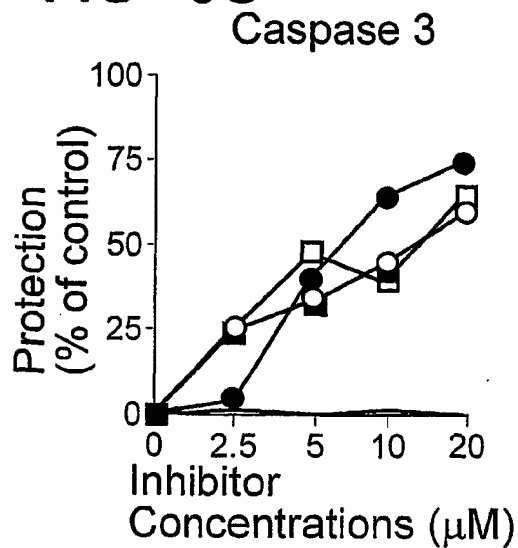 Caspase 3
Protection
(% of control)
100
75
50
25
0
0 2.5 5 10 20
Inhibitor
Concentrations (μM)